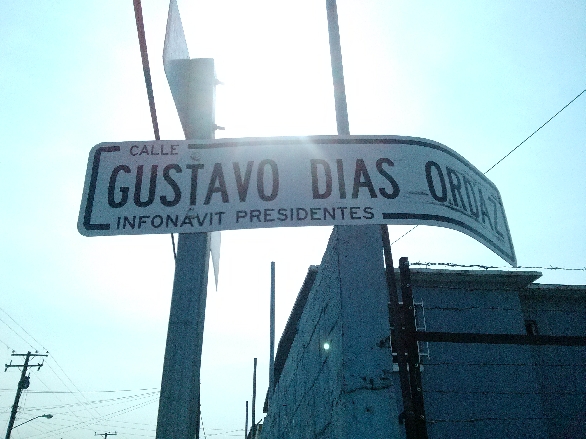 CALLE
GUSTAVO DIAS ORDAZ
INFONAVIT PRESIDENTES